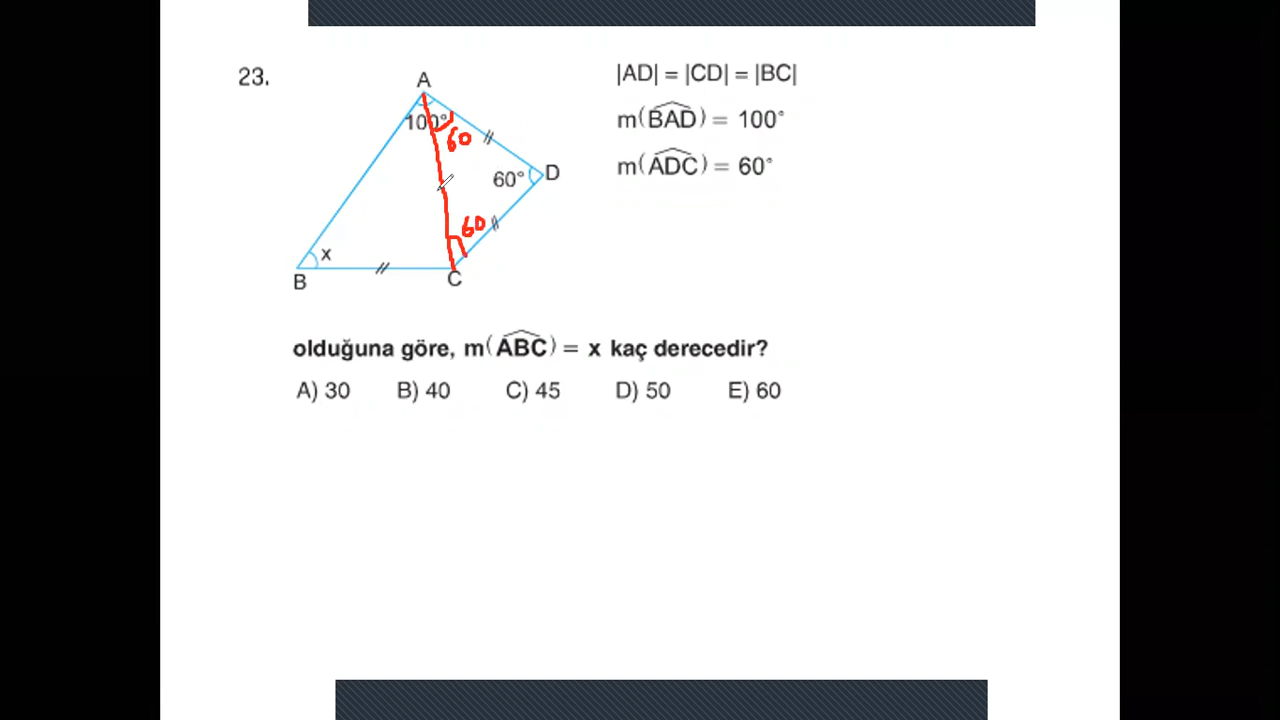 23.
|AD| = |CD| = |BC|
m(BAD) = 100°
m(ADC) = 60°
A
100°
60
60° D
60
x
B
C
olduğuna göre, m(ABC) = x kaç derecedir?
A) 30 B) 40 C) 45 D) 50 E) 60